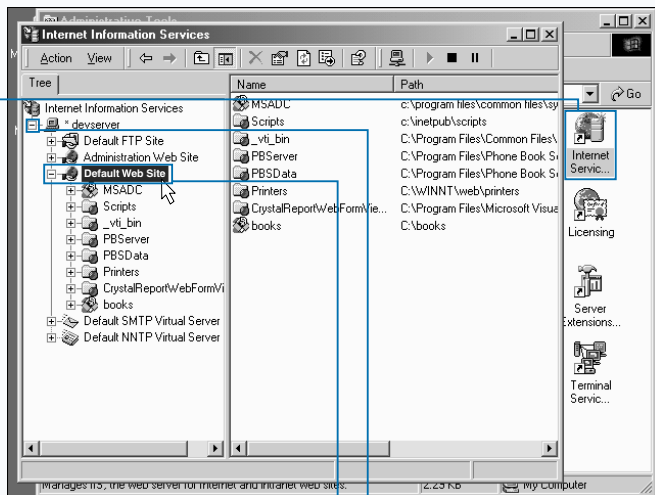 Administrative Tools
Internet Information Services
Action View
Tree
Name Path
Internet Information Services
* devserver
Default FTP Site
Administration Web Site
Default Web Site
MSADC
Scripts
_vti_bin
PBServer
PBSData
Printers
CrystalReportWebFormVi
books
Default SMTP Virtual Server
Default NNTP Virtual Server
MSADC c:\program files\common files\sy
Scripts c:\inetpub\scripts
_vti_bin C:\Program Files\Common Files\
PBServer C:\Program Files\Phone Book Se
PBSData C:\Program Files\Phone Book Se
Printers C:\WINNT\web\printers
CrystalReportWebFormVie... C:\Program Files\Microsoft Visua
books C:\books
Go
Internet
Servic...
Licensing
Server
Extensions...
Terminal
Servic...
Manages IIS, the web server for Internet and intranet web sites. 2.23 KB My Computer